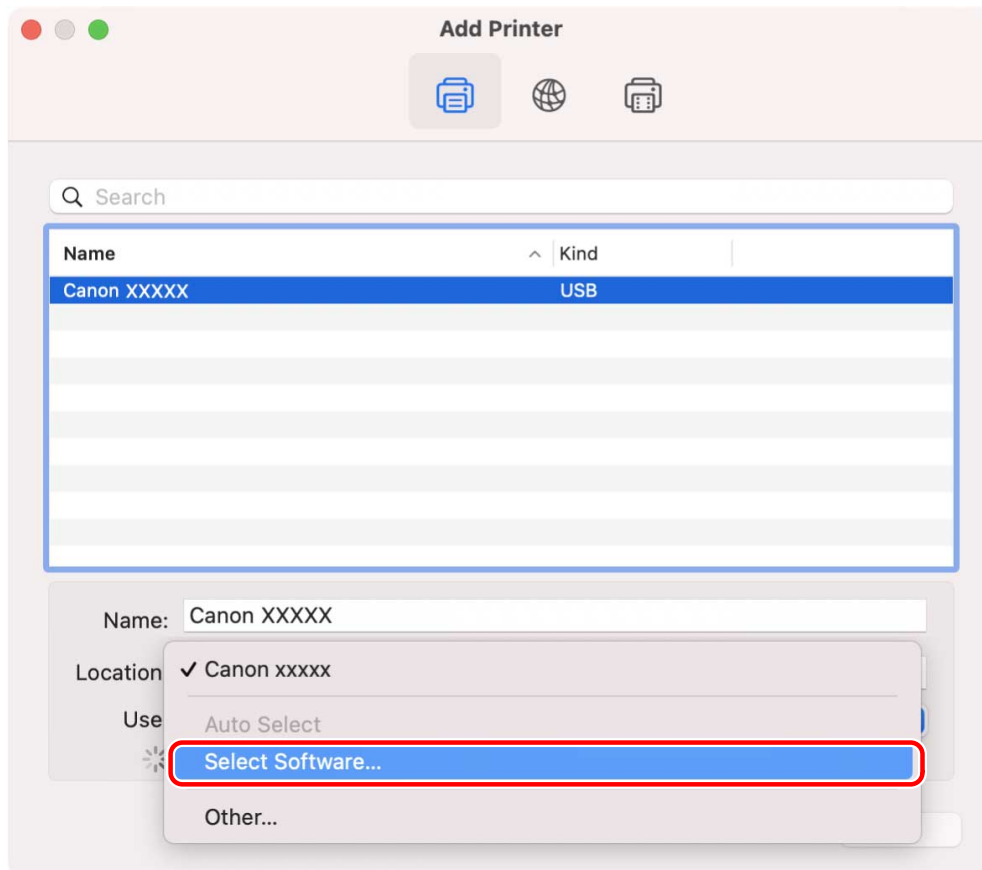 Add Printer
Search
Name Kind
Canon XXXXX USB
Name: Canon XXXXX
Location
✓ Canon xxxxx
Use
Auto Select
Select Software...
Other...